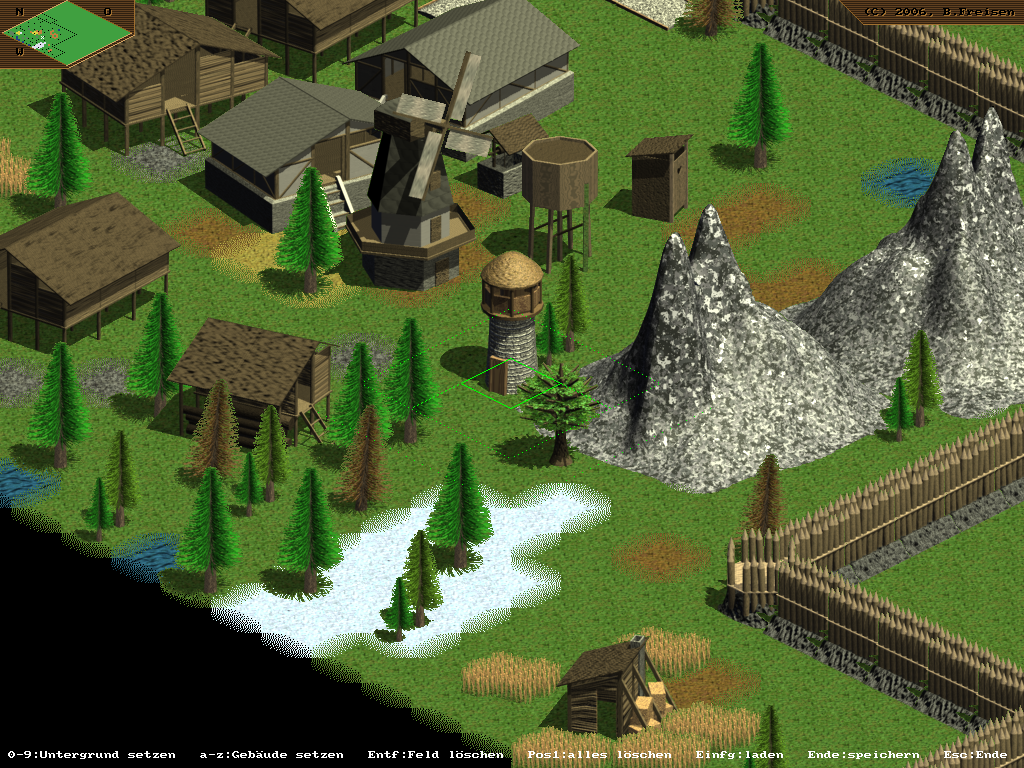 N O
W
(C) 2006, B.Freisen
0-9:Untergrund setzen a-z:Gebäude setzen Entf:Feld löschen Pos1:alles löschen Einfg:laden Ende:speichern Esc:Ende